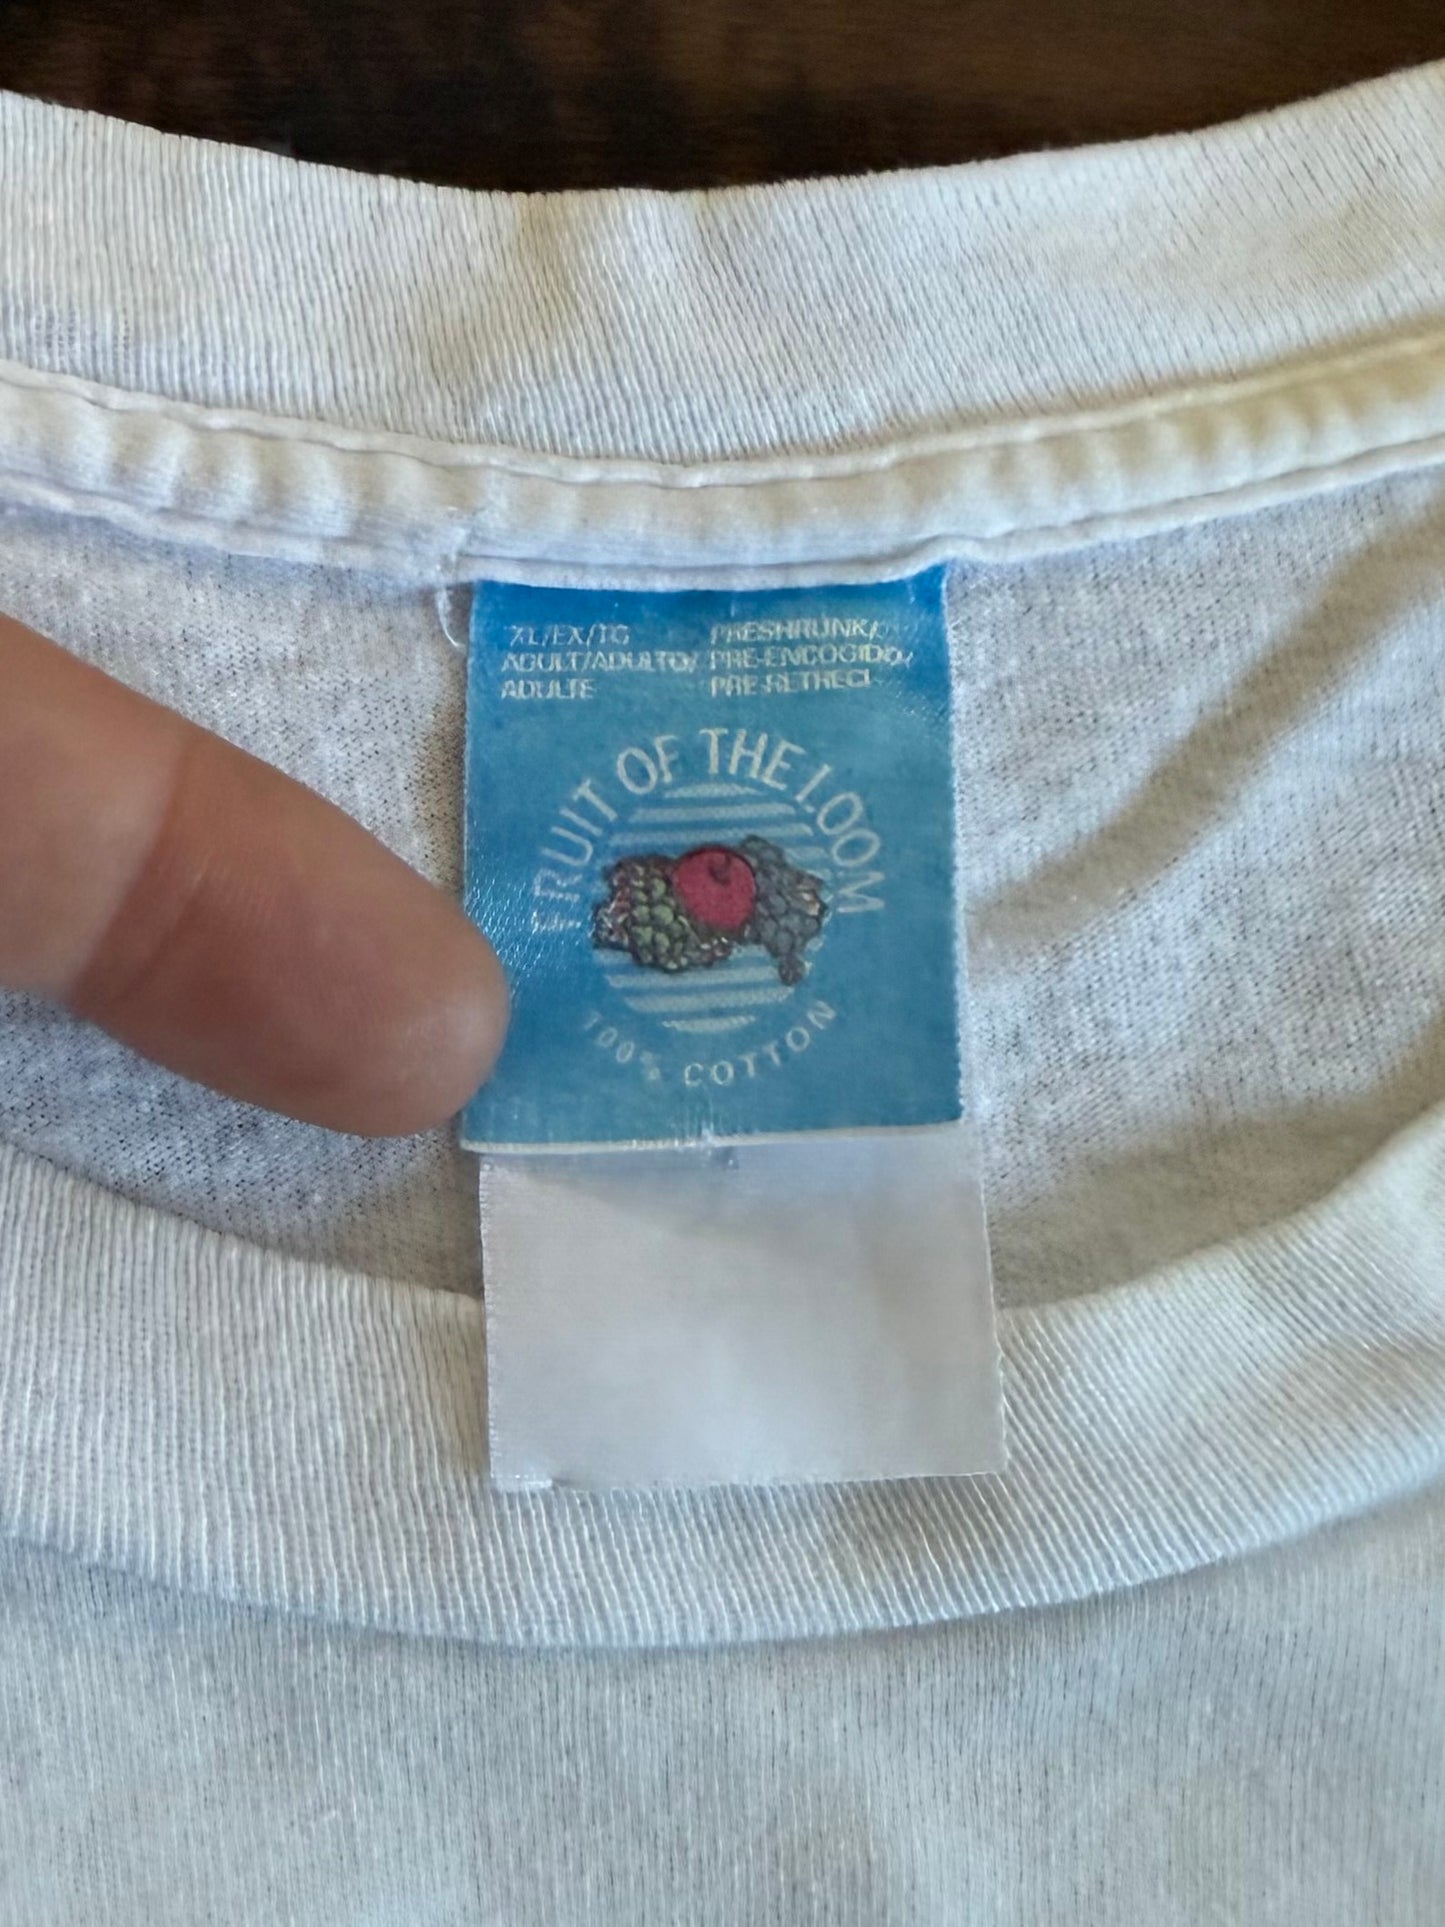 XL/EX/TG
ADULT/ADULTO/
ADULTE
PRESHRUNK/
PRE-ENCOGIDO/
PRE-RETRECI
FRUIT OF THE LOOM
100% COTTON